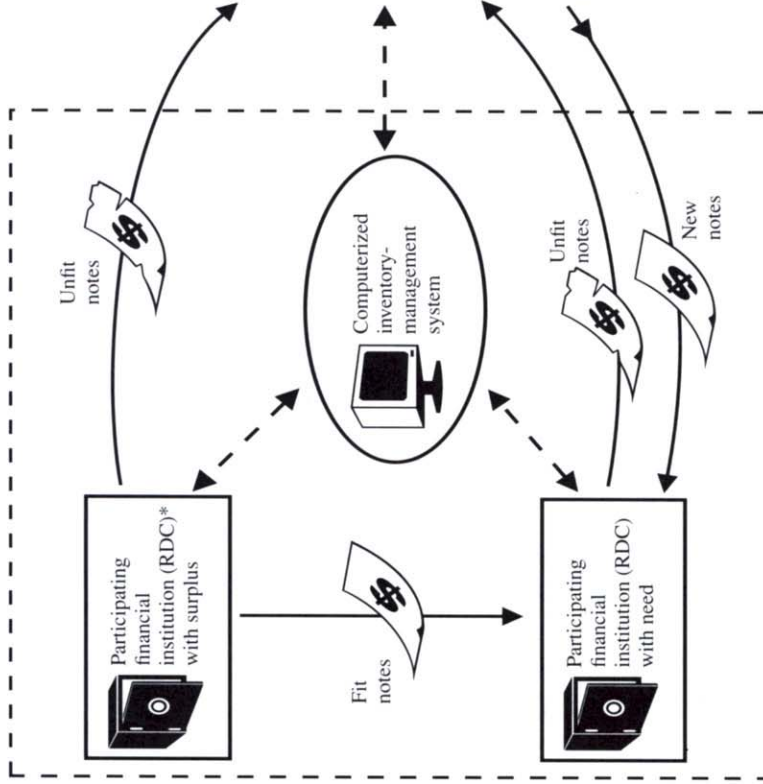 Participating
financial
institution (RDC)*
with surplus
Fit
notes
Participating
financial
institution (RDC)
with need
Unfit
notes
Computerized
inventory-
management
system
Unfit
notes
New
notes